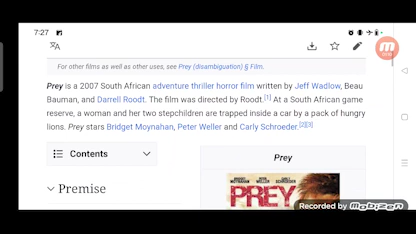 7:27
For other films as well as other uses, see Prey (disambiguation) § Film.
Prey is a 2007 South African adventure thriller horror film written by Jeff Wadlow, Beau
Bauman, and Darrell Roodt. The film was directed by Roodt.[1] At a South African game
reserve, a woman and her two stepchildren are trapped inside a car by a pack of hungry
lions. Prey stars Bridget Moynahan, Peter Weller and Carly Schroeder.[2][3]
Contents
Prey
Premise
PREY
Recorded by Mobizen